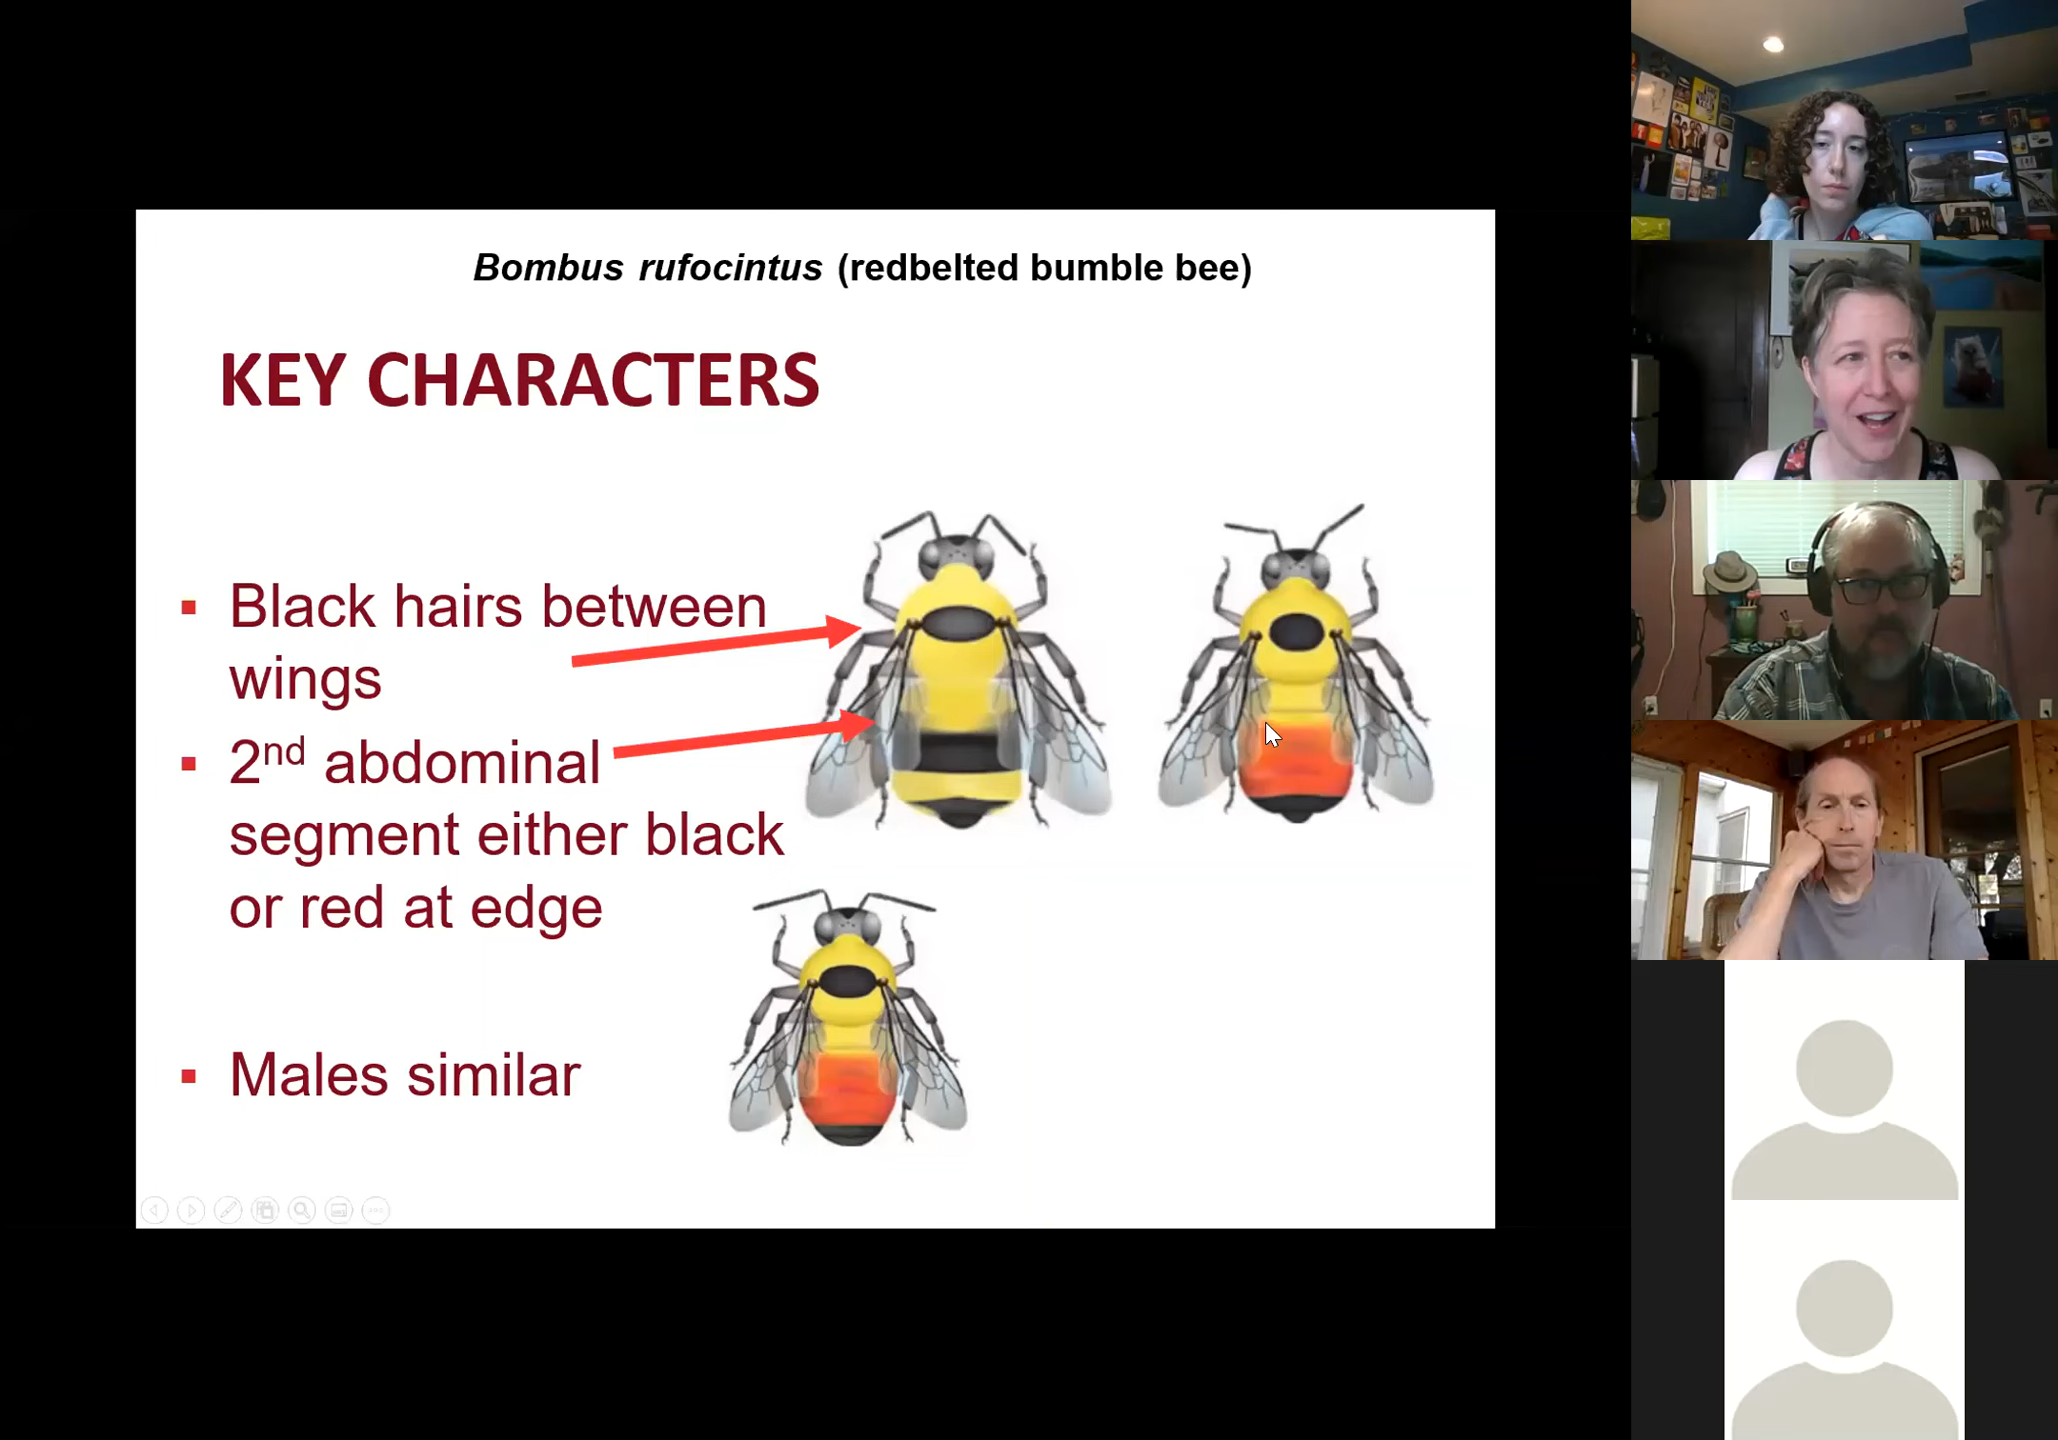 Bombus rufocintus (redbelted bumble bee)
KEY CHARACTERS
▪ Black hairs between
wings
▪ 2nd abdominal
segment either black
or red at edge
▪ Males similar